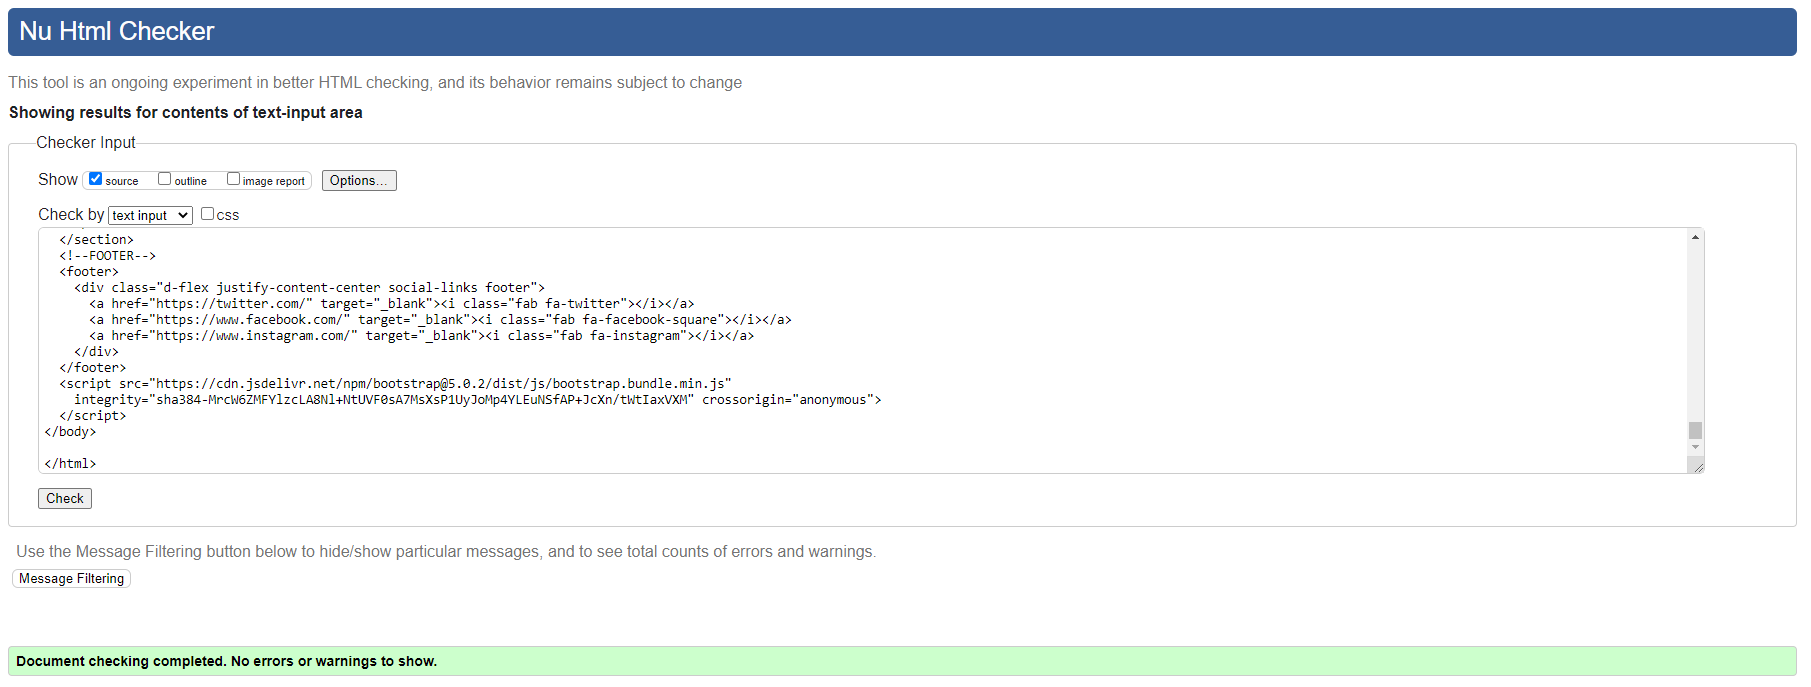 Nu Html Checker
This tool is an ongoing experiment in better HTML checking, and its behavior remains subject to change
Showing results for contents of text-input area
Checker Input
Show source outline image report Options...
Check by text input css
</section>
<!--FOOTER-->
<footer>
<div class="d-flex justify-content-center social-links footer">
<a href="https://twitter.com/" target="_blank"><i class="fab fa-twitter"></i></a>
<a href="https://www.facebook.com/" target="_blank"><i class="fab fa-facebook-square"></i></a>
<a href="https://www.instagram.com/" target="_blank"><i class="fab fa-instagram"></i></a>
</div>
</footer>
<script src="https://cdn.jsdelivr.net/npm/bootstrap@5.0.2/dist/js/bootstrap.bundle.min.js"
integrity="sha384-MrcW6ZMFYlzcLA8Nl+NtUVF0sA7MsXsP1UyJoMp4YLEuNSfAP+JcXn/tWtIaxVXM" crossorigin="anonymous">
</script>
</body>
</html>
Check
Use the Message Filtering button below to hide/show particular messages, and to see total counts of errors and warnings.
Message Filtering
Document checking completed. No errors or warnings to show.